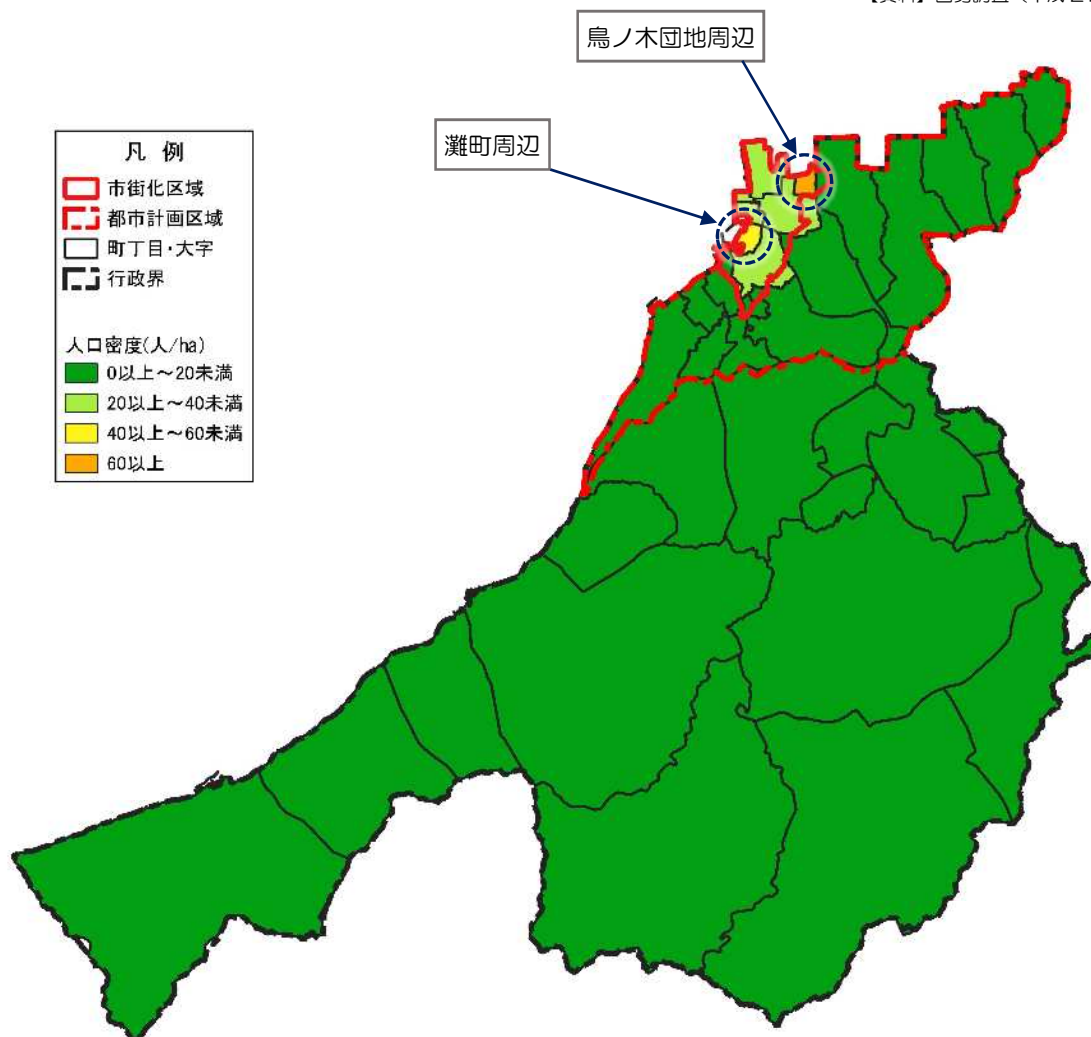 鳥ノ木団地周辺
灘町周辺
凡 例
市街化区域
都市計画区域
町丁目・大字
行政界
人口密度(人/ha)
0以上～20未満
20以上～40未満
40以上～60未満
60以上